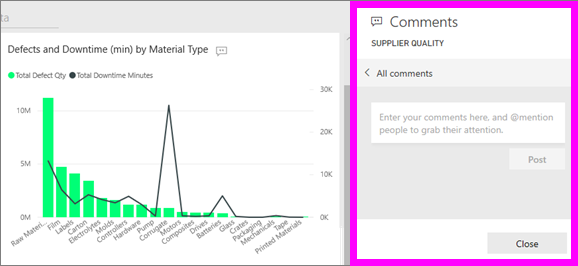 ta
Defects and Downtime (min) by Material Type
Total Defect Qty
Total Downtime Minutes
10M
5M
0M
30K
20K
10K
0K
Raw Materi...
Film
Labels
Carton
Electrolytes
Molds
Controllers
Hardware
Pump
Corrugate
Motors
Composites
Drives
Batteries
Glass
Crates
Packaging
Mechanicals
Tape
Printed Materials
Comments
SUPPLIER QUALITY
All comments
Enter your comments here, and @mention
people to grab their attention.
Post
Close